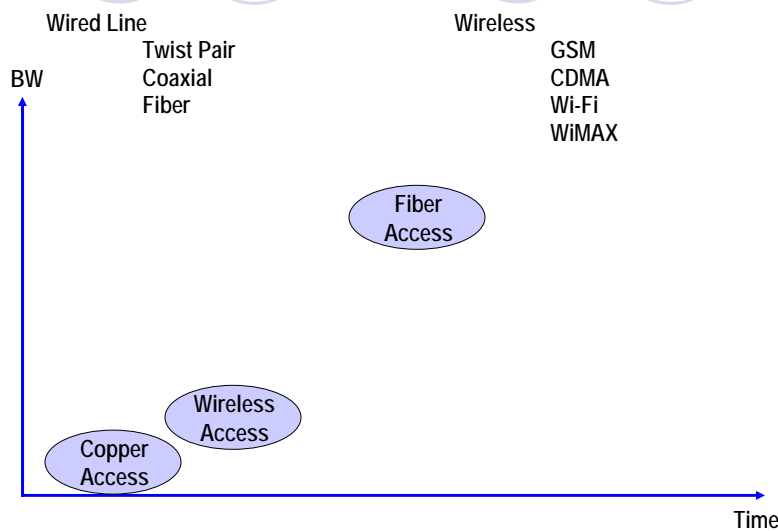 Wired Line
Twist Pair
Coaxial
Fiber
Wireless
GSM
CDMA
Wi-Fi
WiMAX
BW
Fiber
Access
Wireless
Access
Copper
Access
Time